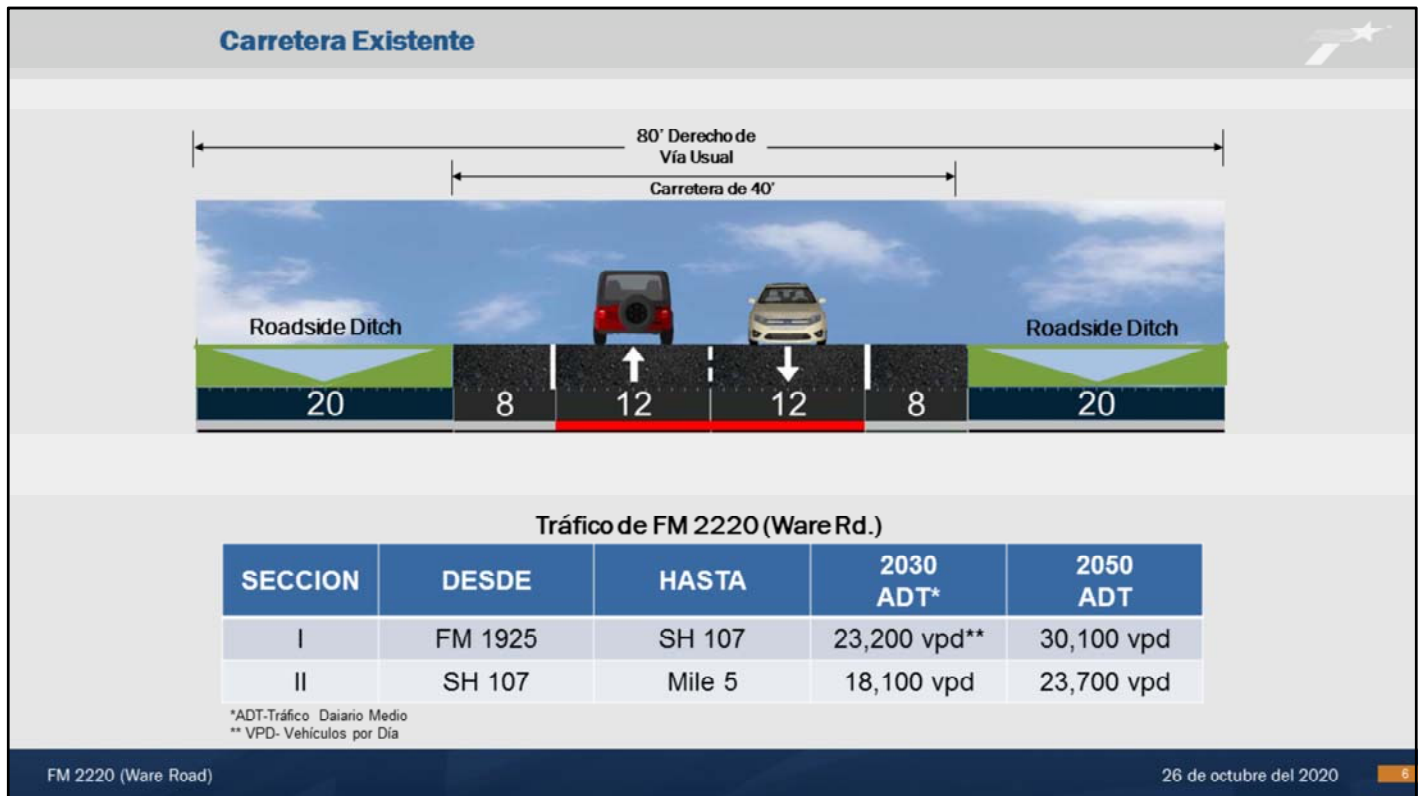 Carretera Existente
80' Derecho de
Vía Usual
Carretera de 40'
Roadside Ditch
Roadside Ditch
20 8 12 12 8 20
Tráfico de FM 2220 (Ware Rd.)
SECCION DESDE HASTA 2030 ADT* 2050 ADT
I FM 1925 SH 107 23,200 vpd** 30,100 vpd
II SH 107 Mile 5 18,100 vpd 23,700 vpd
*ADT-Tráfico Daiario Medio
** VPD- Vehículos por Día
FM 2220 (Ware Road) 26 de octubre del 2020 6